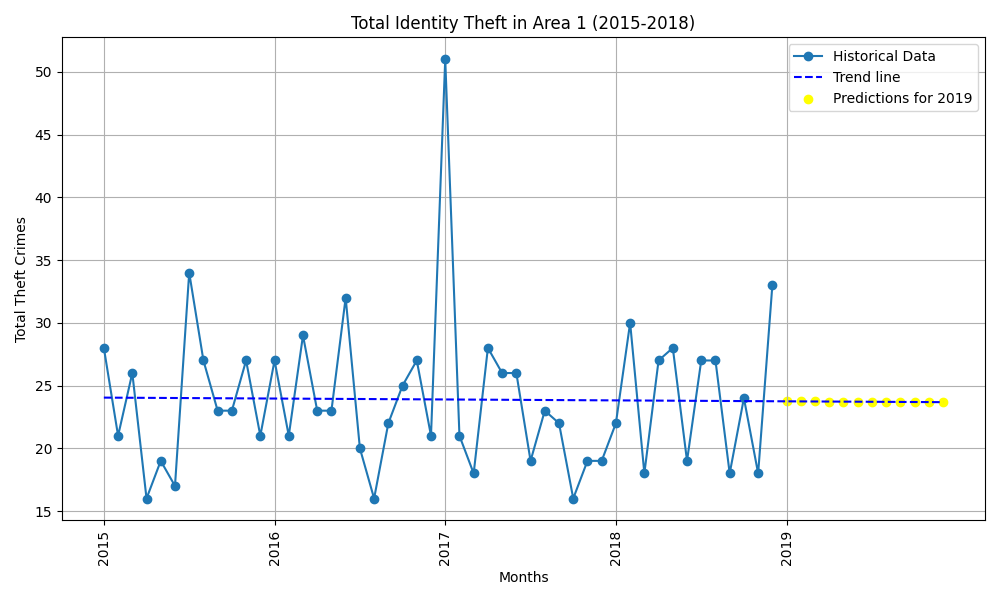 Total Identity Theft in Area 1 (2015-2018)
Historical Data
Trend line
Predictions for 2019
Total Theft Crimes
50
45
40
35
30
25
20
15
2015
2016
2017
2018
2019
Months